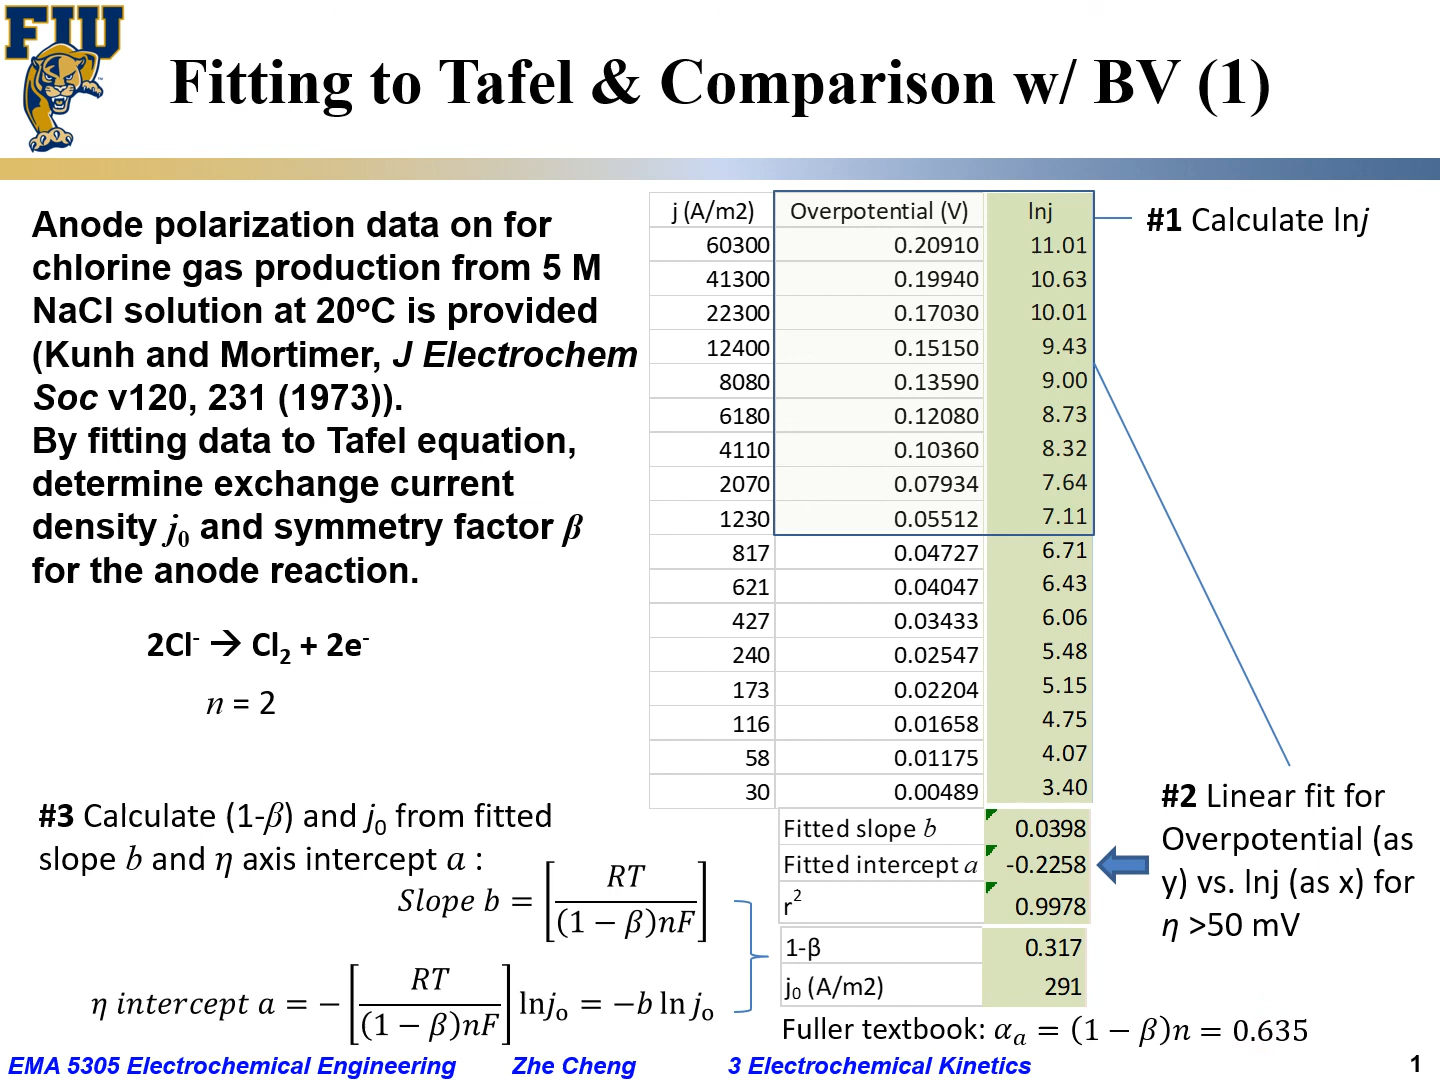 FIU
Fitting to Tafel & Comparison w/ BV (1)
Anode polarization data on for
chlorine gas production from 5 M
NaCl solution at 20ᵒC is provided
(Kunh and Mortimer, J Electrochem
Soc v120, 231 (1973)).
By fitting data to Tafel equation,
determine exchange current
density j₀ and symmetry factor β
for the anode reaction.
2Cl⁻ → Cl₂ + 2e⁻
n = 2
j (A/m2) Overpotential (V) lnj
60300 0.20910 11.01
41300 0.19940 10.63
22300 0.17030 10.01
12400 0.15150 9.43
8080 0.13590 9.00
6180 0.12080 8.73
4110 0.10360 8.32
2070 0.07934 7.64
1230 0.05512 7.11
817 0.04727 6.71
621 0.04047 6.43
427 0.03433 6.06
240 0.02547 5.48
173 0.02204 5.15
116 0.01658 4.75
58 0.01175 4.07
30 0.00489 3.40
Fitted slope b 0.0398
Fitted intercept a -0.2258
r² 0.9978
1-β 0.317
j₀ (A/m2) 291
#1 Calculate lnj
#2 Linear fit for
Overpotential (as
y) vs. lnj (as x) for
η >50 mV
#3 Calculate (1-β) and j₀ from fitted
slope b and η axis intercept a :
Slope b = [RT / (1 − β)nF]
η intercept a = − [RT / (1 − β)nF] lnj₀ = −b ln j₀
Fuller textbook: αₐ = (1 − β)n = 0.635
EMA 5305 Electrochemical Engineering Zhe Cheng 3 Electrochemical Kinetics 1